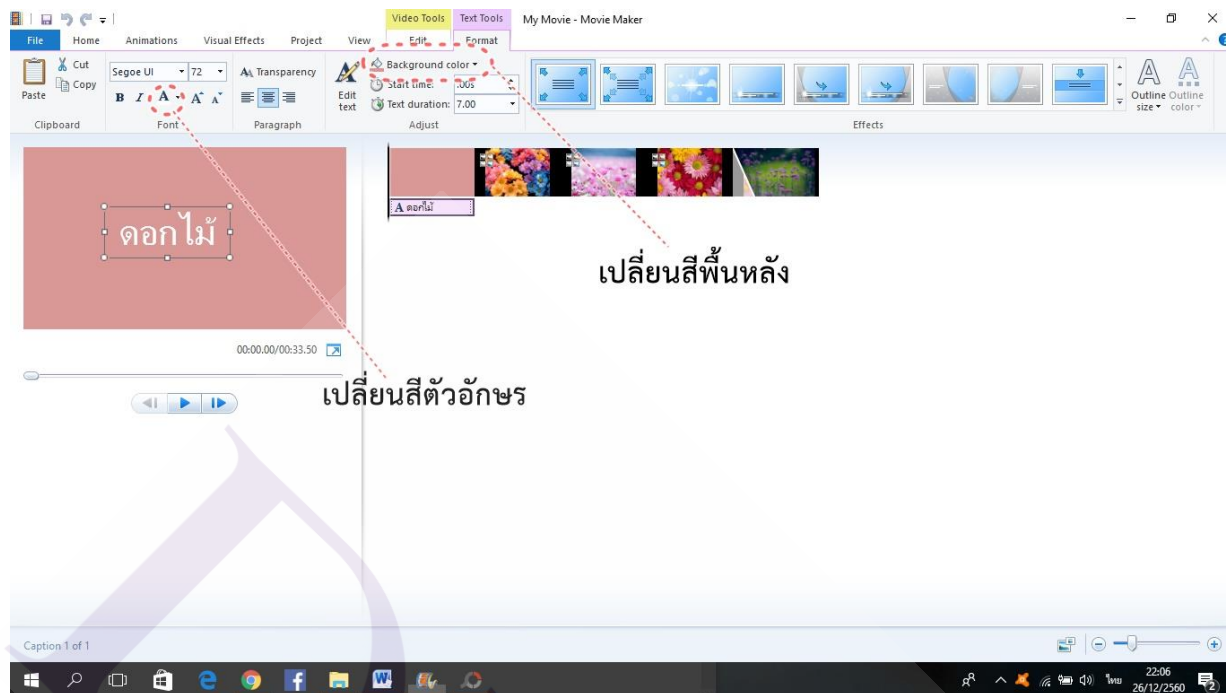 Video Tools Text Tools My Movie - Movie Maker
File Home Animations Visual Effects Project View Edit Format
Paste Cut Copy
Clipboard
Segoe UI 72
B I A A A
Font
Transparency
Paragraph
Edit text
Background color
Start time: .00s
Text duration: 7.00
Adjust
Effects
Outline size Outline color
ดอกไม้
A ดอกไม้
เปลี่ยนสีพื้นหลัง
00:00.00/00:33.50
เปลี่ยนสีตัวอักษร
Caption 1 of 1
ไทย
22:06
26/12/2560